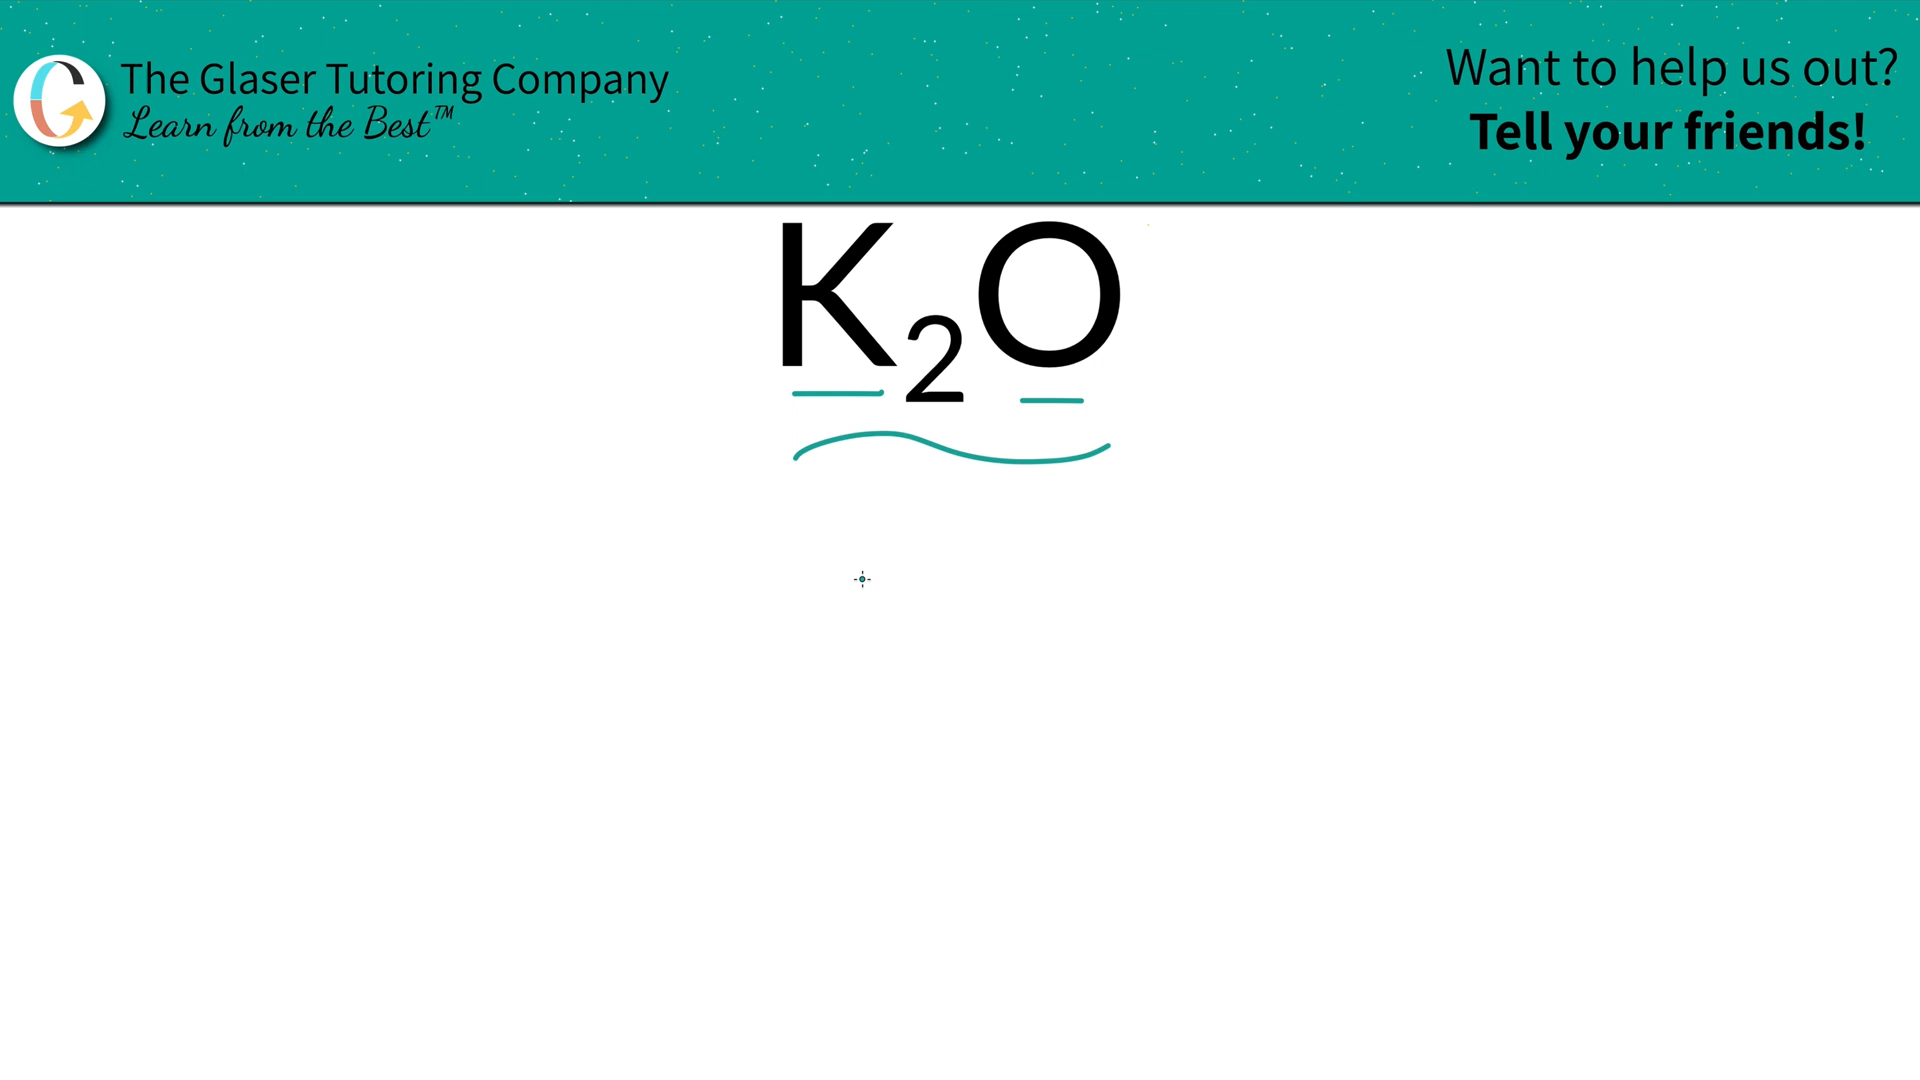 The Glaser Tutoring Company
Learn from the Best™
Want to help us out?
Tell your friends!
K₂O